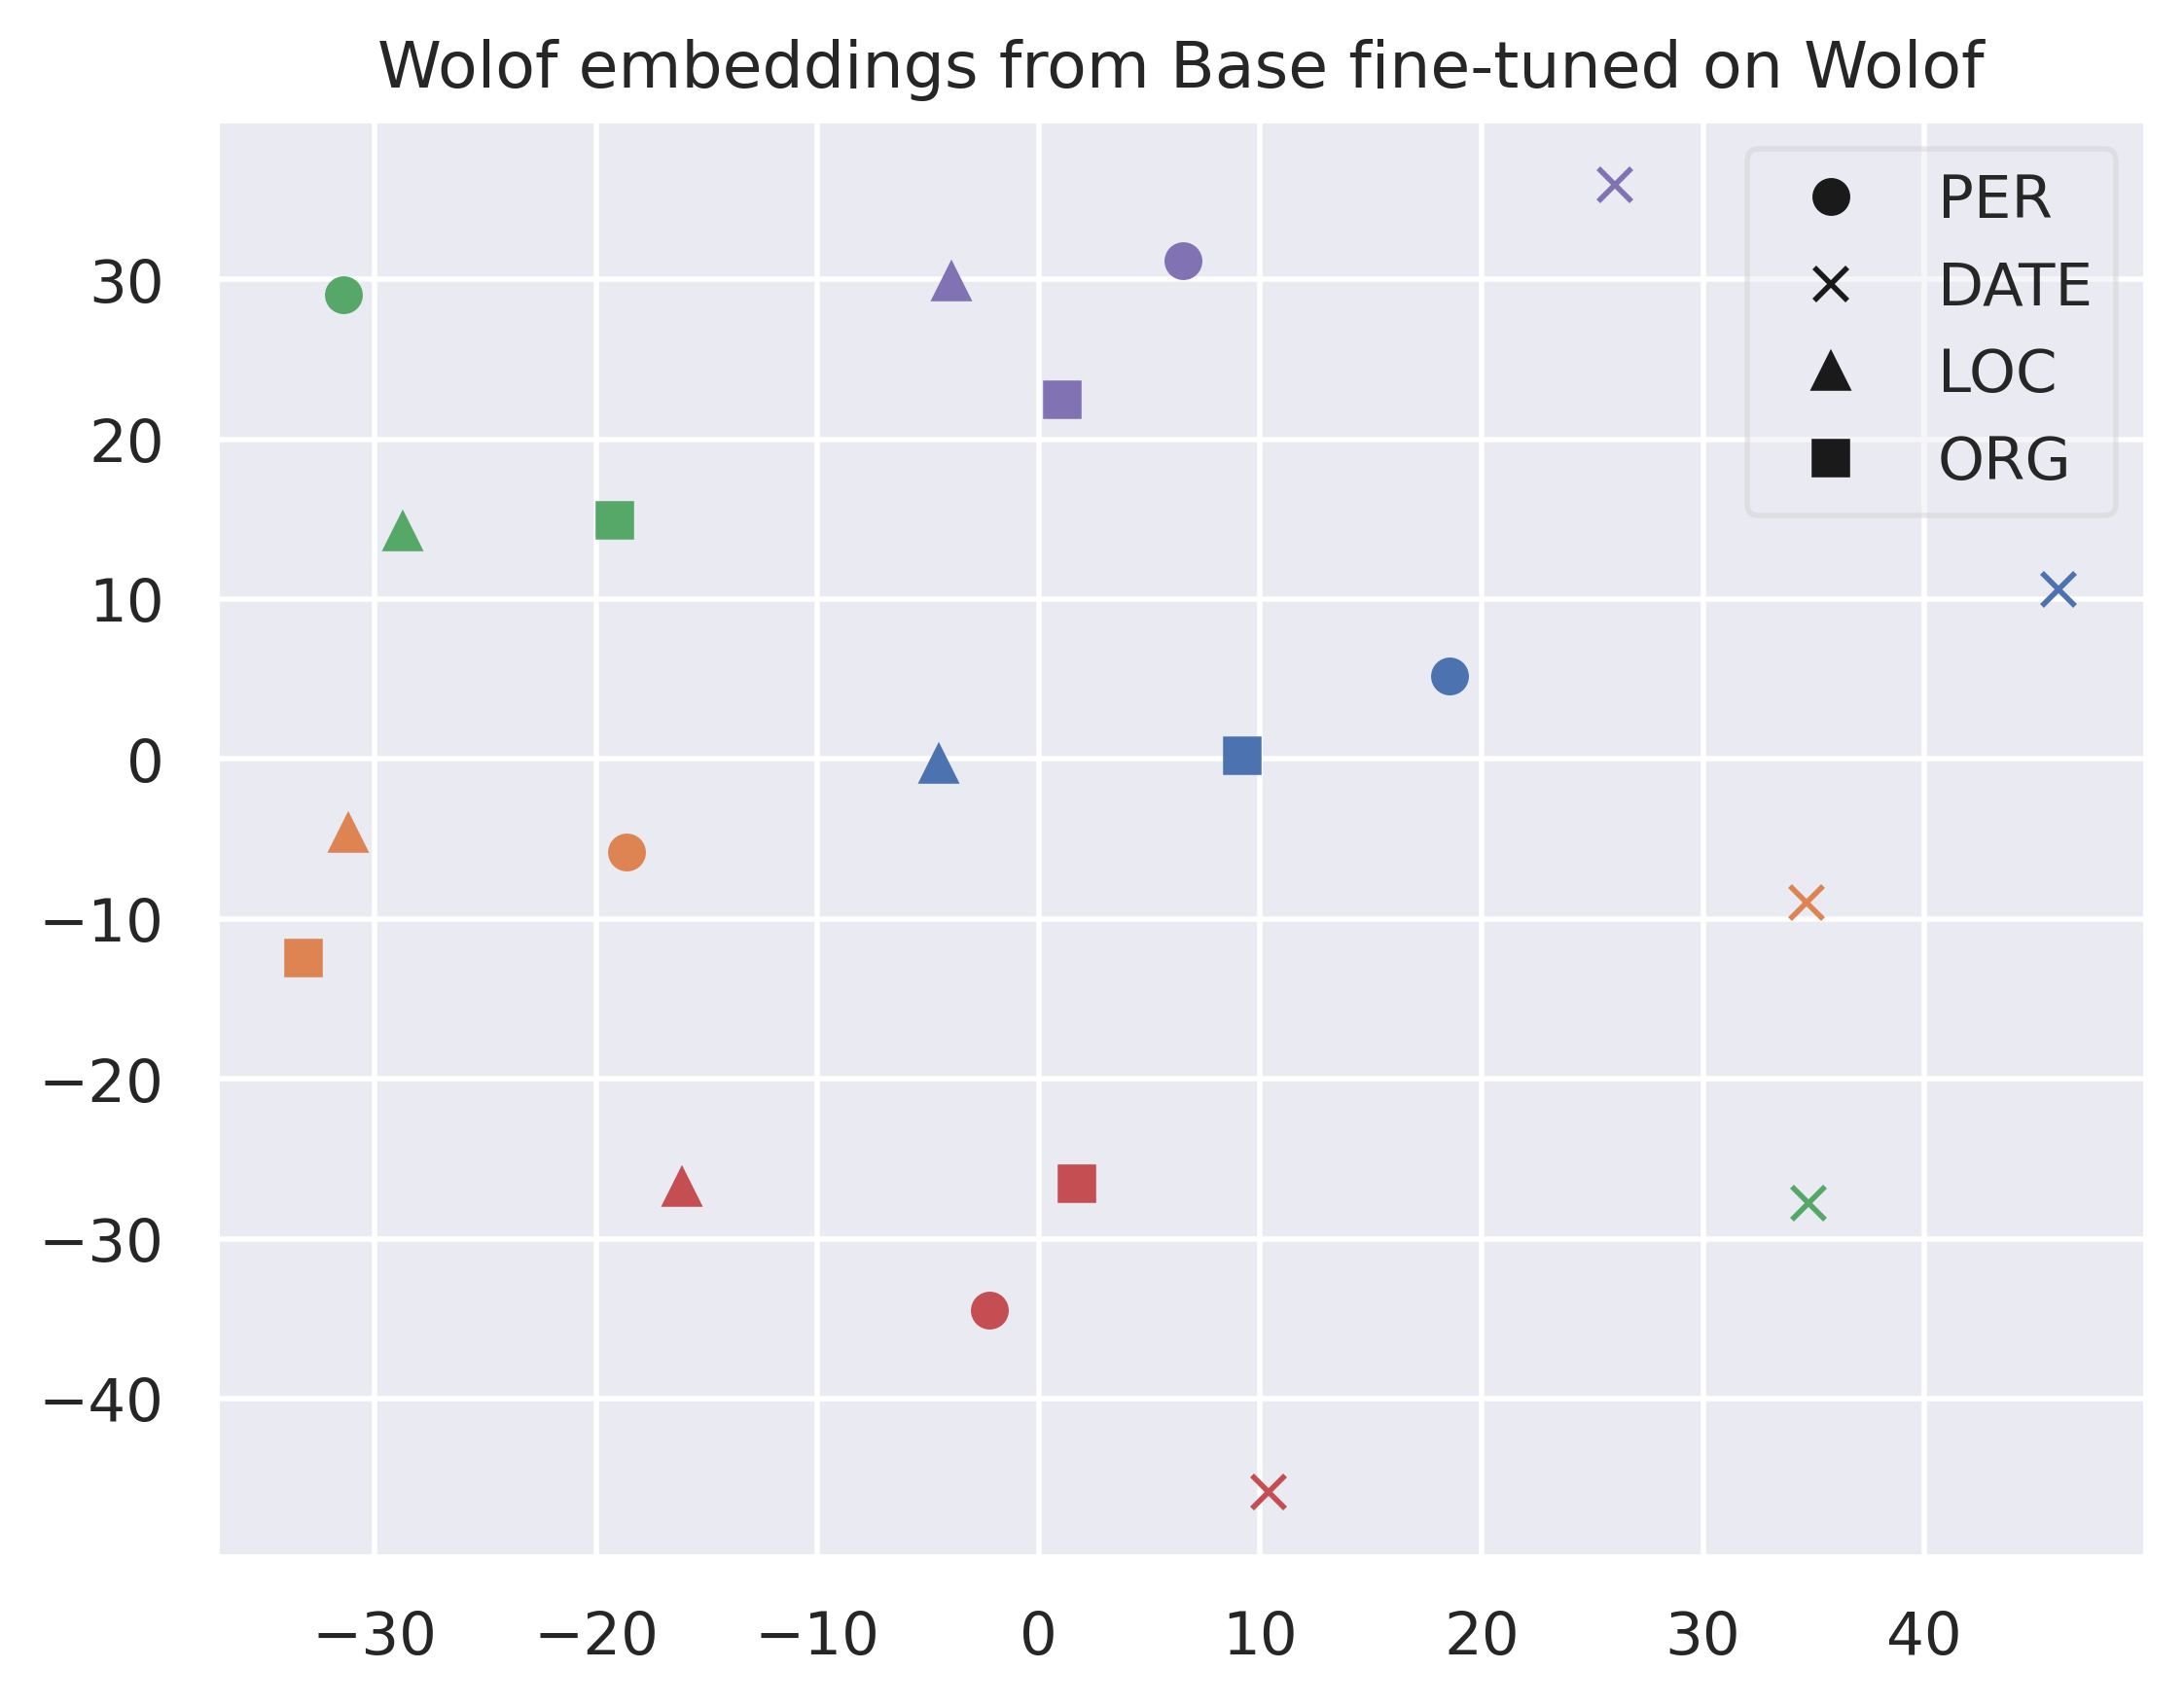 Wolof embeddings from Base fine-tuned on Wolof
PER
DATE
LOC
ORG
30
20
10
0
−10
−20
−30
−40
−30 −20 −10 0 10 20 30 40